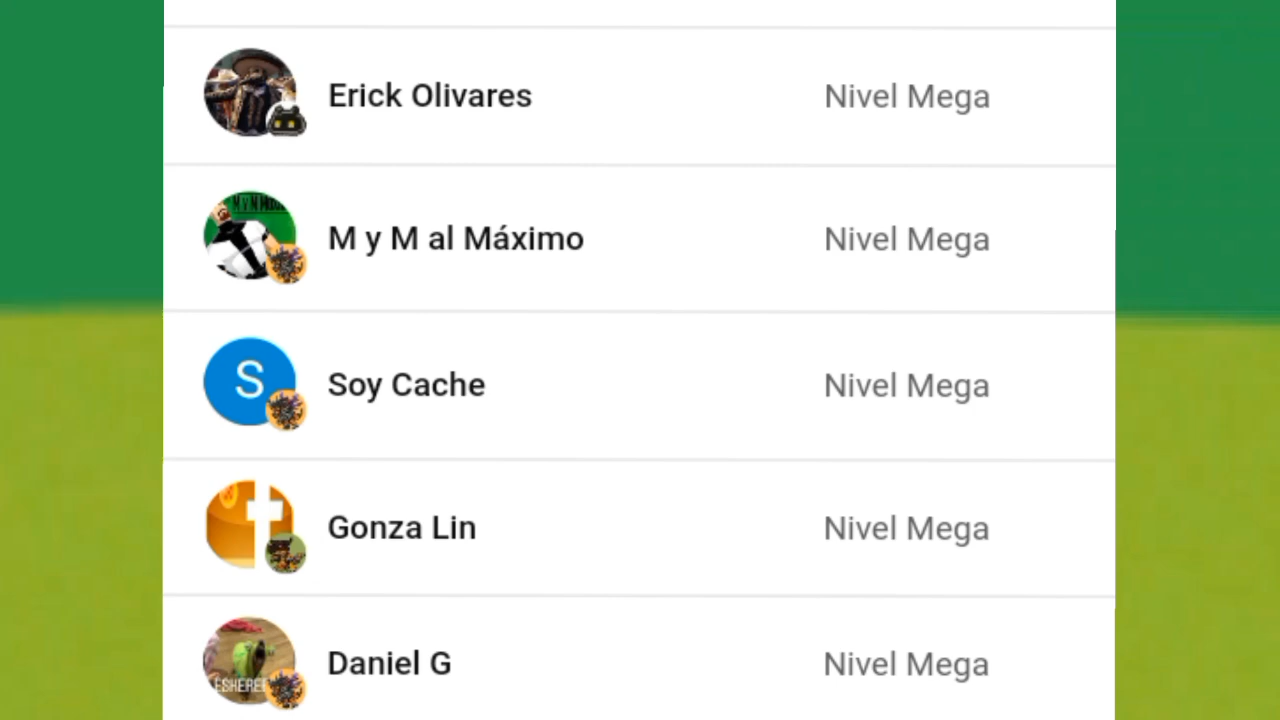 Erick Olivares Nivel Mega
M y M al Máximo Nivel Mega
S
Soy Cache Nivel Mega
Gonza Lin Nivel Mega
Daniel G Nivel Mega